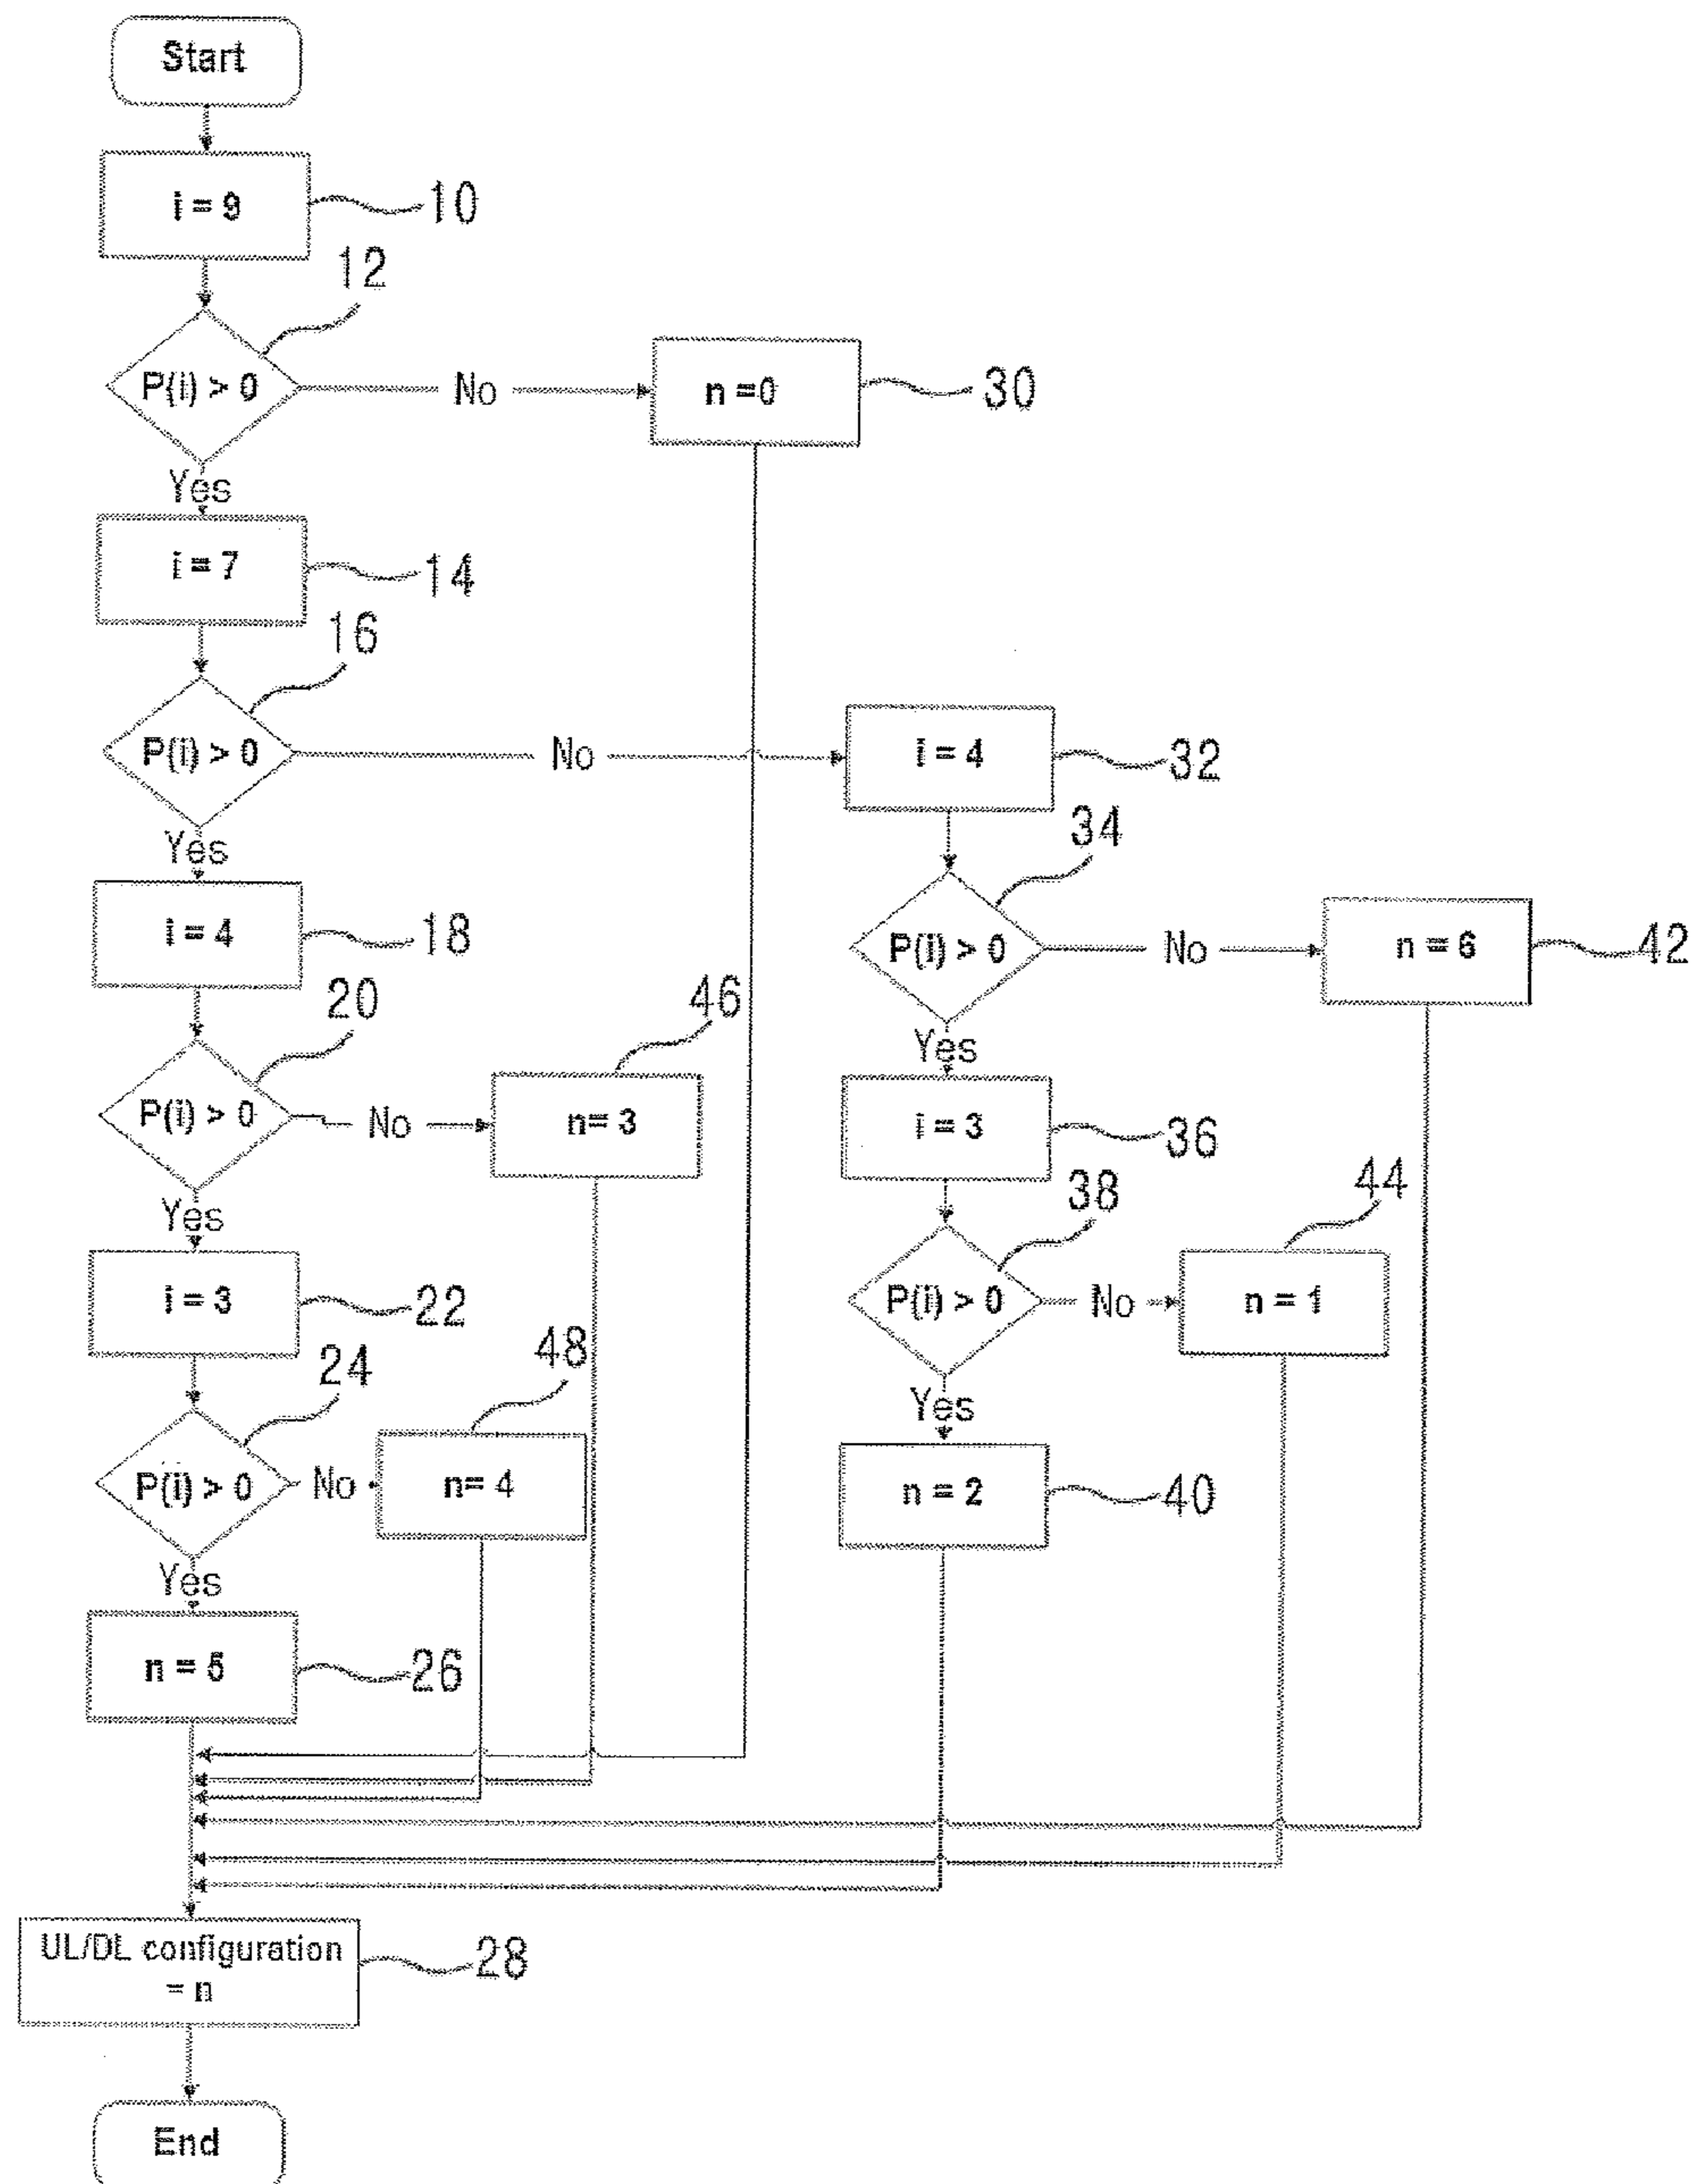 Start
i = 9
10
12
P(i) > 0
No
n =0
30
Yes
i = 7
14
16
P(i) > 0
No
i = 4
32
Yes
34
i = 4
18
P(i) > 0
No
n = 6
42
20
46
Yes
P(i) > 0
No
n= 3
i = 3
36
Yes
38
44
i = 3
22
P(i) > 0
No
n = 1
24
48
Yes
P(i) > 0
No
n= 4
n = 2
40
Yes
n = 5
26
UL/DL configuration
= n
28
End